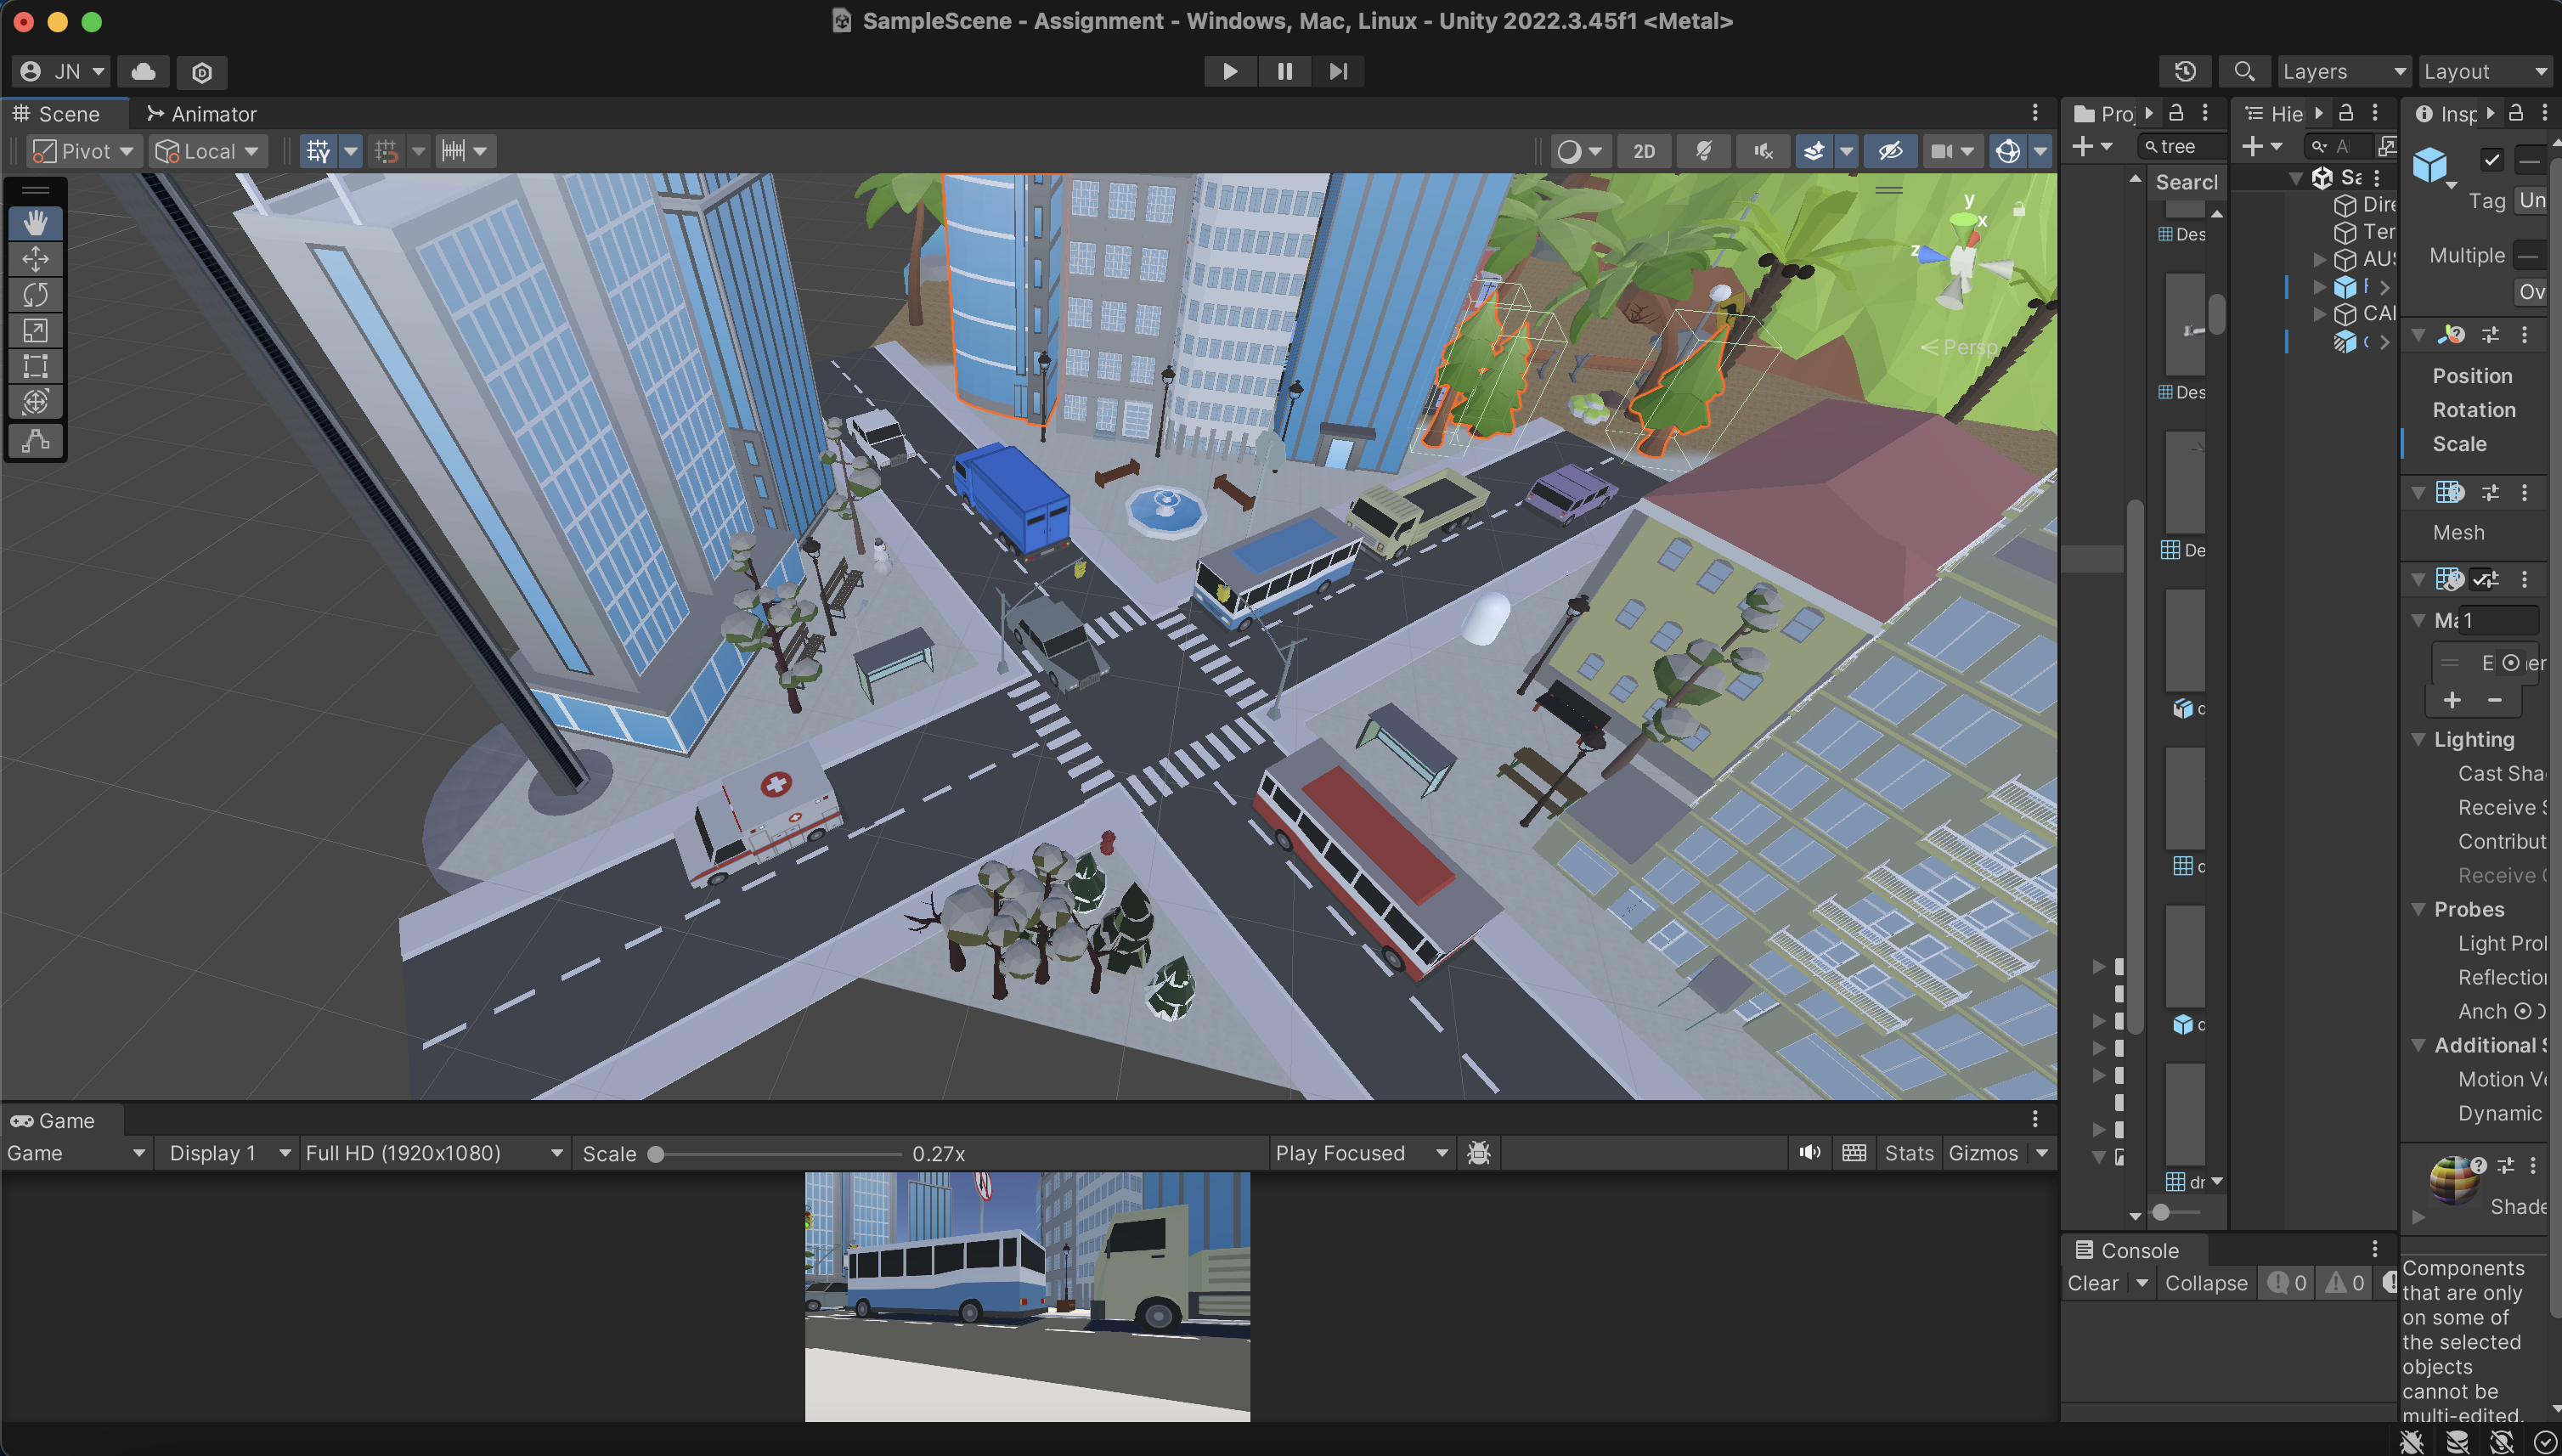 SampleScene - Assignment - Windows, Mac, Linux - Unity 2022.3.45f1 <Metal>
JN
Layers
Layout
Scene
Animator
Proj
Hie
Insp
Pivot
Local
2D
tree
A
Searcl
Sa
Tag
Un
Dire
Ter
AUS
Multiple
CAI
Ov
Des
y
x
z
Persp
Position
Rotation
Scale
Des
Mesh
De
Ma
1
E
Lighting
Cast Sha
Receive S
Contribut
Receive G
Probes
Light Prol
Reflection
Anch
Additional S
Motion Ve
Dynamic
dr
Shade
Game
Game
Display 1
Full HD (1920x1080)
Scale
0.27x
Play Focused
Stats
Gizmos
Console
Clear
Collapse
0
0
Components
that are only
on some of
the selected
objects
cannot be
multi-edited.